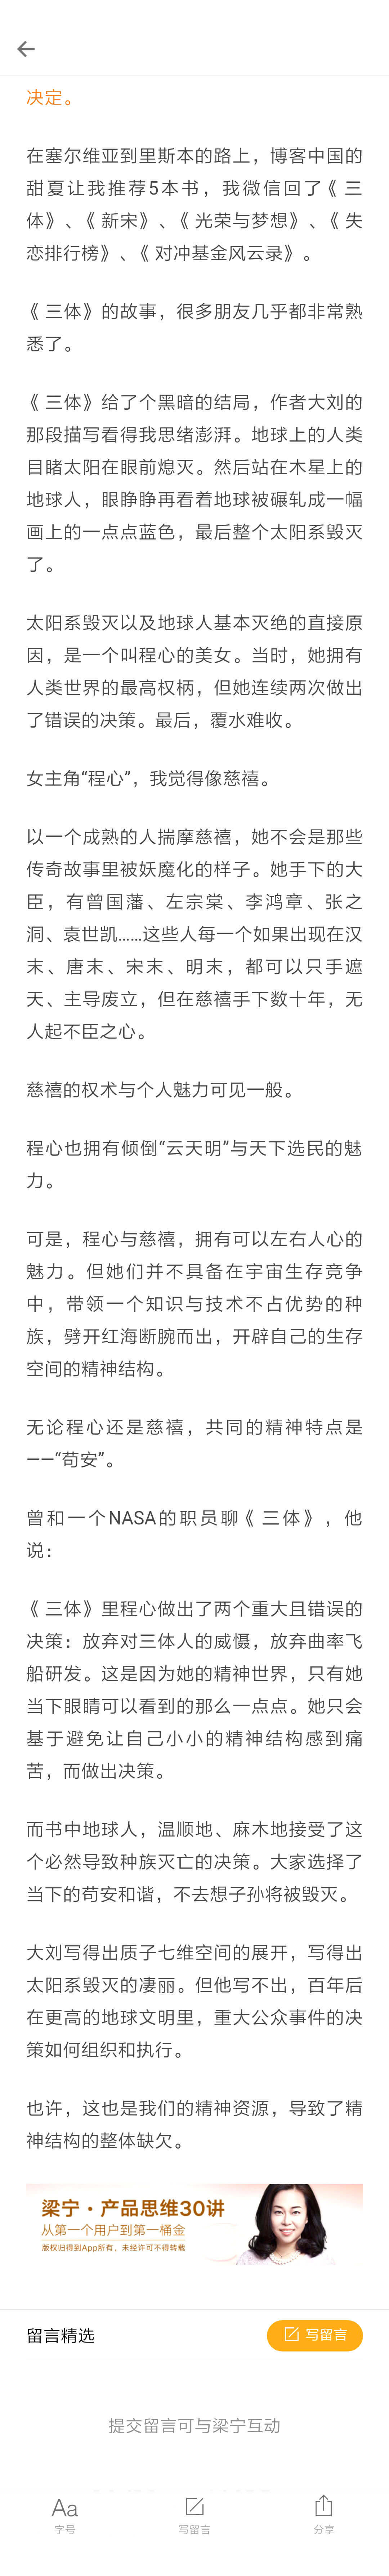 决定。
在塞尔维亚到里斯本的路上，博客中国的
甜夏让我推荐5本书，我微信回了《三
体》、《新宋》、《光荣与梦想》、《失
恋排行榜》、《对冲基金风云录》。
《三体》的故事，很多朋友几乎都非常熟
悉了。
《三体》给了个黑暗的结局，作者大刘的
那段描写看得我思绪澎湃。地球上的人类
目睹太阳在眼前熄灭。然后站在木星上的
地球人，眼睁睁再看着地球被碾轧成一幅
画上的一点点蓝色，最后整个太阳系毁灭
了。
太阳系毁灭以及地球人基本灭绝的直接原
因，是一个叫程心的美女。当时，她拥有
人类世界的最高权柄，但她连续两次做出
了错误的决策。最后，覆水难收。
女主角“程心”，我觉得像慈禧。
以一个成熟的人揣摩慈禧，她不会是那些
传奇故事里被妖魔化的样子。她手下的大
臣，有曾国藩、左宗棠、李鸿章、张之
洞、袁世凯......这些人每一个如果出现在汉
末、唐末、宋末、明末，都可以只手遮
天、主导废立，但在慈禧手下数十年，无
人起不臣之心。
慈禧的权术与个人魅力可见一般。
程心也拥有倾倒“云天明”与天下选民的魅
力。
可是，程心与慈禧，拥有可以左右人心的
魅力。但她们并不具备在宇宙生存竞争
中，带领一个知识与技术不占优势的种
族，劈开红海断腕而出，开辟自己的生存
空间的精神结构。
无论程心还是慈禧，共同的精神特点是
——“苟安”。
曾和一个NASA的职员聊《三体》，他
说：
《三体》里程心做出了两个重大且错误的
决策：放弃对三体人的威慑，放弃曲率飞
船研发。这是因为她的精神世界，只有她
当下眼睛可以看到的那么一点点。她只会
基于避免让自己小小的精神结构感到痛
苦，而做出决策。
而书中地球人，温顺地、麻木地接受了这
个必然导致种族灭亡的决策。大家选择了
当下的苟安和谐，不去想子孙将被毁灭。
大刘写得出质子七维空间的展开，写得出
太阳系毁灭的凄丽。但他写不出，百年后
在更高的地球文明里，重大公众事件的决
策如何组织和执行。
也许，这也是我们的精神资源，导致了精
神结构的整体缺欠。
梁宁·产品思维30讲
从第一个用户到第一桶金
版权归得到App所有，未经许可不得转载
留言精选
写留言
提交留言可与梁宁互动
Aa
字号
写留言
分享